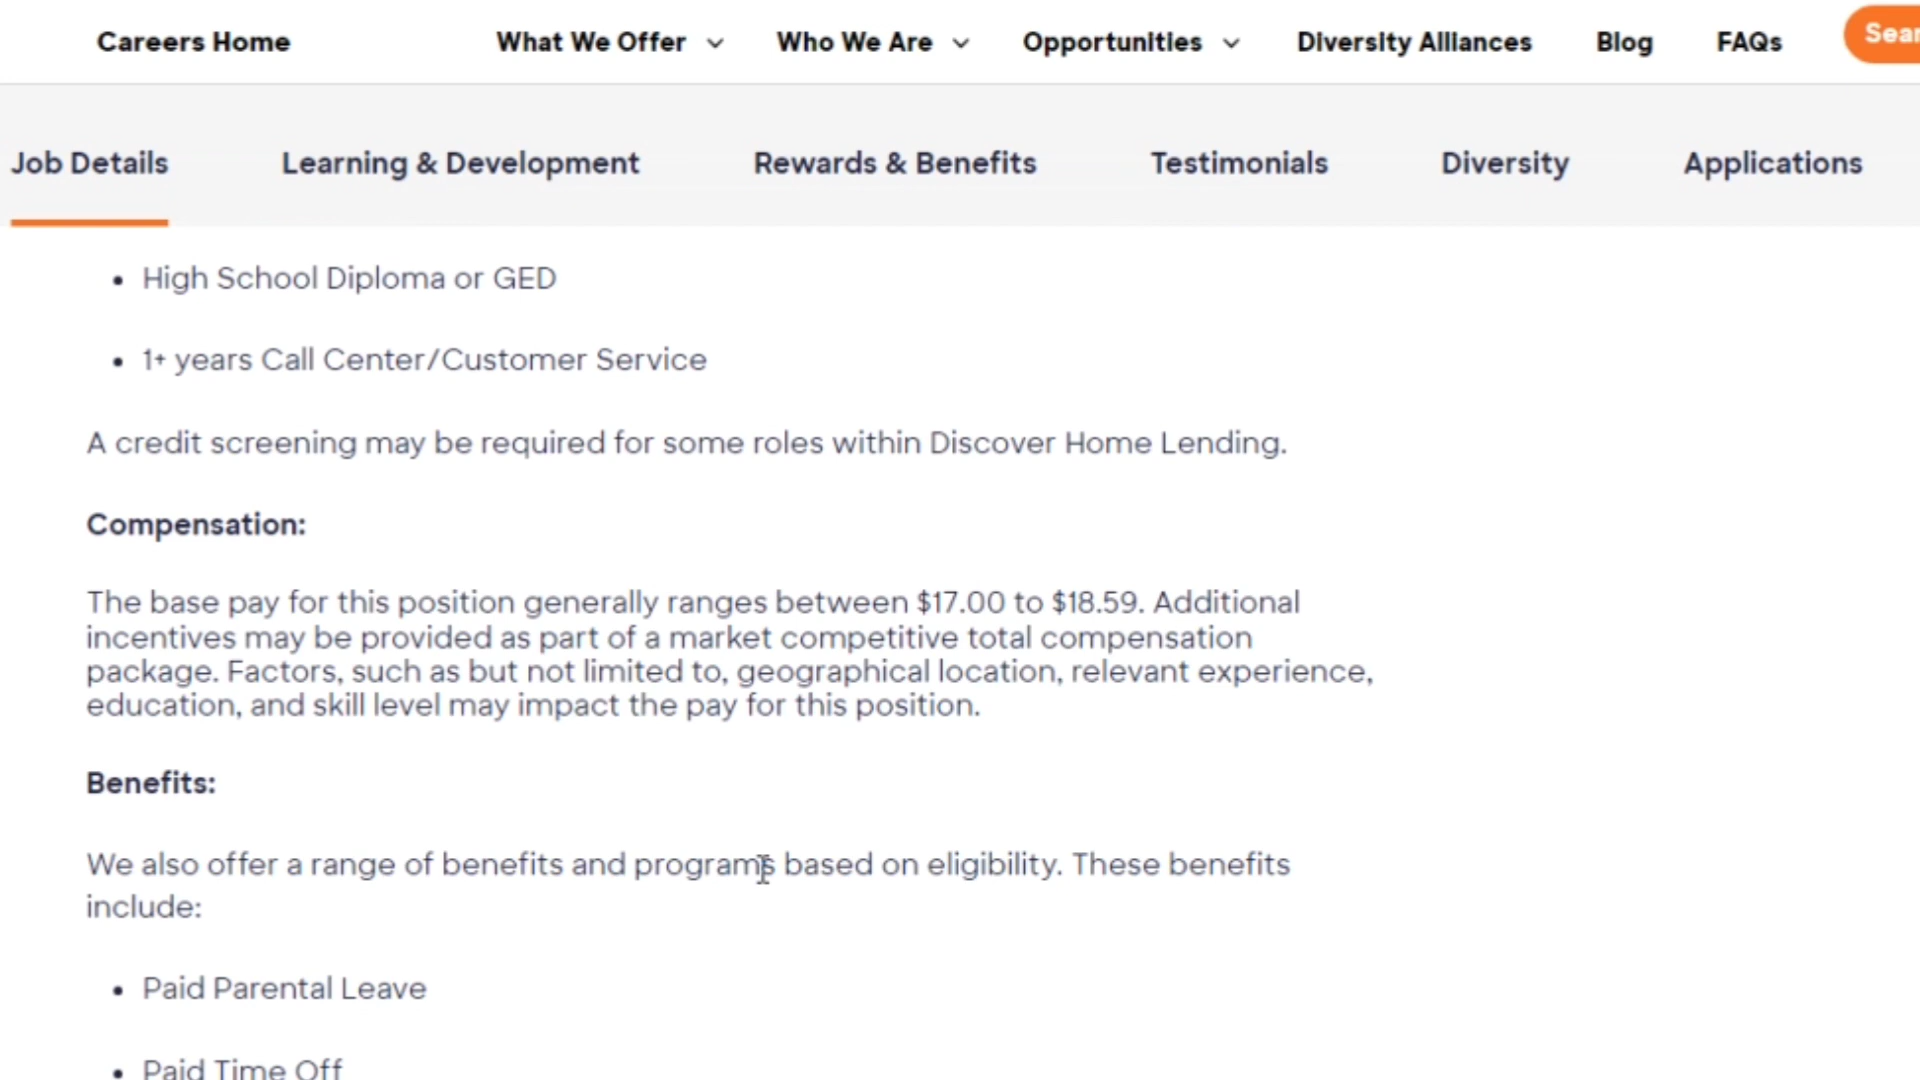 Careers Home What We Offer Who We Are Opportunities Diversity Alliances Blog FAQs
Job Details Learning & Development Rewards & Benefits Testimonials Diversity Applications
• High School Diploma or GED
• 1+ years Call Center/Customer Service
A credit screening may be required for some roles within Discover Home Lending.
Compensation:
The base pay for this position generally ranges between $17.00 to $18.59. Additional
incentives may be provided as part of a market competitive total compensation
package. Factors, such as but not limited to, geographical location, relevant experience,
education, and skill level may impact the pay for this position.
Benefits:
We also offer a range of benefits and programs based on eligibility. These benefits
include:
• Paid Parental Leave
• Paid Time Off